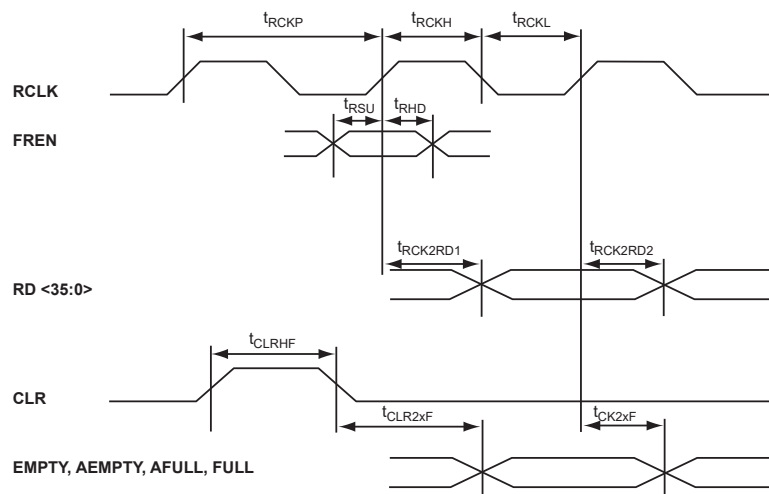 tRCKP
tRCKH
tRCKL
RCLK
tRSU
tRHD
FREN
tRCK2RD1
tRCK2RD2
RD <35:0>
tCLRHF
CLR
tCLR2xF
tCK2xF
EMPTY, AEMPTY, AFULL, FULL